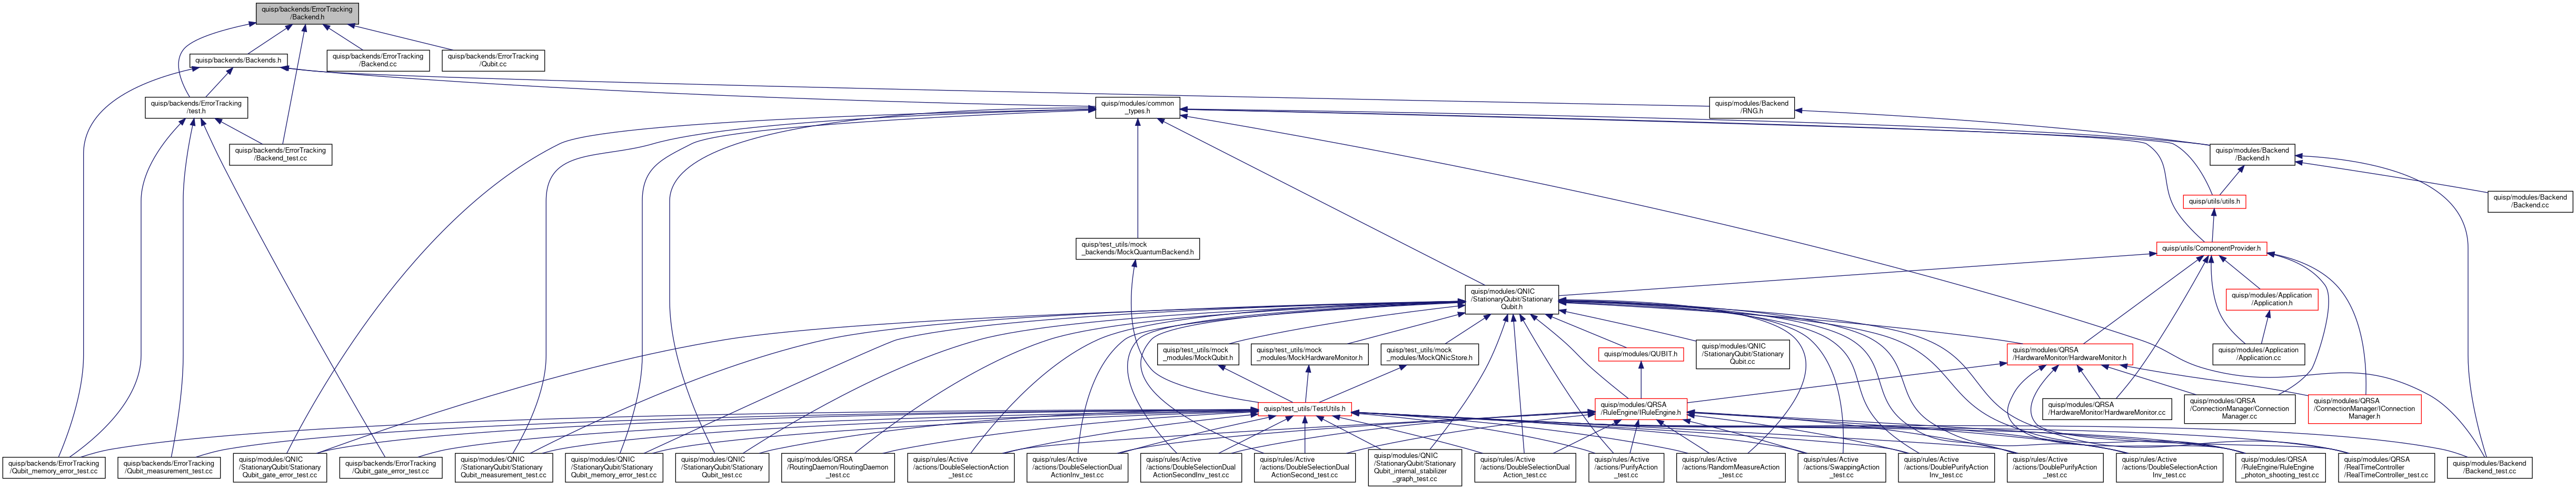 quisp/backends/ErrorTracking
/Backend.h
quisp/backends/Backends.h
quisp/backends/ErrorTracking
/Backend.cc
quisp/backends/ErrorTracking
/Qubit.cc
quisp/backends/ErrorTracking
/test.h
quisp/modules/common
_types.h
quisp/modules/Backend
/RNG.h
quisp/backends/ErrorTracking
/Backend_test.cc
quisp/modules/Backend
/Backend.h
quisp/utils/utils.h
quisp/modules/Backend
/Backend.cc
quisp/test_utils/mock
_backends/MockQuantumBackend.h
quisp/utils/ComponentProvider.h
quisp/modules/QNIC
/StationaryQubit/Stationary
Qubit.h
quisp/modules/Application
/Application.h
quisp/test_utils/mock
_modules/MockQubit.h
quisp/test_utils/mock
_modules/MockHardwareMonitor.h
quisp/test_utils/mock
_modules/MockQNicStore.h
quisp/modules/QUBIT.h
quisp/modules/QNIC
/StationaryQubit/Stationary
Qubit.cc
quisp/modules/QRSA
/HardwareMonitor/HardwareMonitor.h
quisp/modules/Application
/Application.cc
quisp/test_utils/TestUtils.h
quisp/modules/QRSA
/RuleEngine/IRuleEngine.h
quisp/modules/QRSA
/HardwareMonitor/HardwareMonitor.cc
quisp/modules/QRSA
/ConnectionManager/Connection
Manager.cc
quisp/modules/QRSA
/ConnectionManager/IConnection
Manager.h
quisp/backends/ErrorTracking
/Qubit_memory_error_test.cc
quisp/backends/ErrorTracking
/Qubit_measurement_test.cc
quisp/modules/QNIC
/StationaryQubit/Stationary
Qubit_gate_error_test.cc
quisp/backends/ErrorTracking
/Qubit_gate_error_test.cc
quisp/modules/QNIC
/StationaryQubit/Stationary
Qubit_measurement_test.cc
quisp/modules/QNIC
/StationaryQubit/Stationary
Qubit_memory_error_test.cc
quisp/modules/QNIC
/StationaryQubit/Stationary
Qubit_test.cc
quisp/modules/QRSA
/RoutingDaemon/RoutingDaemon
_test.cc
quisp/rules/Active
/actions/DoubleSelectionAction
_test.cc
quisp/rules/Active
/actions/DoubleSelectionDual
ActionInv_test.cc
quisp/rules/Active
/actions/DoubleSelectionDual
ActionSecondInv_test.cc
quisp/rules/Active
/actions/DoubleSelectionDual
ActionSecond_test.cc
quisp/modules/QNIC
/StationaryQubit/Stationary
Qubit_internal_stabilizer
_graph_test.cc
quisp/rules/Active
/actions/DoubleSelectionDual
Action_test.cc
quisp/rules/Active
/actions/PurifyAction
_test.cc
quisp/rules/Active
/actions/RandomMeasureAction
_test.cc
quisp/rules/Active
/actions/SwappingAction
_test.cc
quisp/rules/Active
/actions/DoublePurifyAction
Inv_test.cc
quisp/rules/Active
/actions/DoublePurifyAction
_test.cc
quisp/rules/Active
/actions/DoubleSelectionAction
Inv_test.cc
quisp/modules/QRSA
/RuleEngine/RuleEngine
_photon_shooting_test.cc
quisp/modules/QRSA
/RealTimeController
/RealTimeController_test.cc
quisp/modules/Backend
/Backend_test.cc